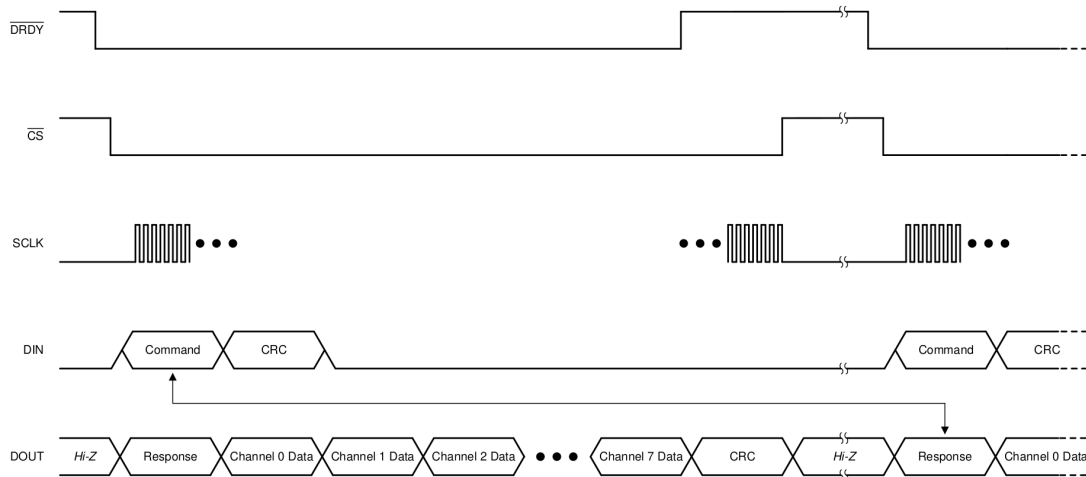 DRDY
CS
SCLK
DIN Command CRC Command CRC
DOUT Hi-Z Response Channel 0 Data Channel 1 Data Channel 2 Data Channel 7 Data CRC Hi-Z Response Channel 0 Data